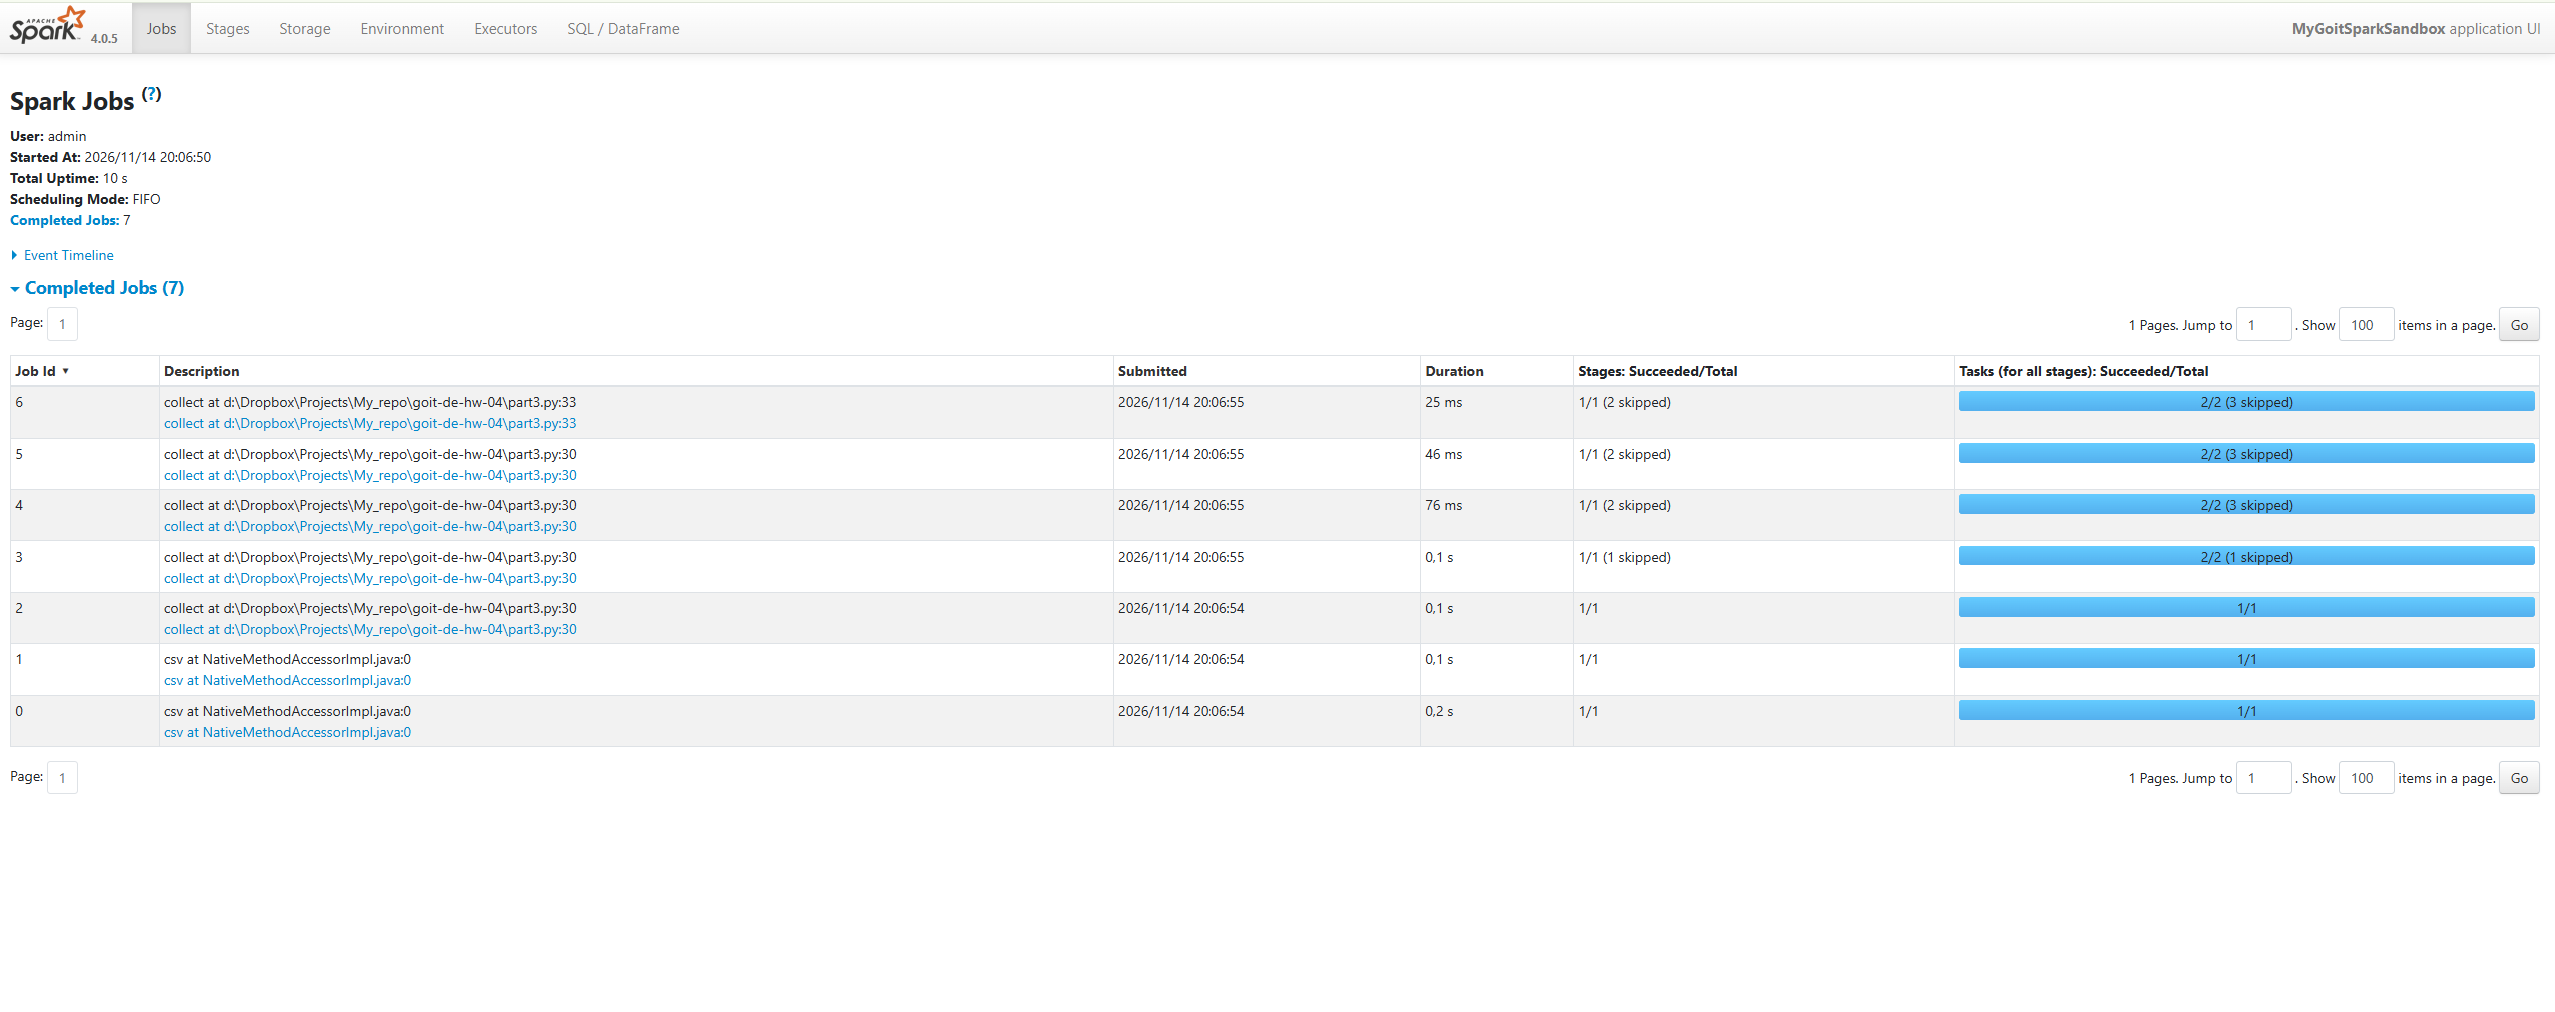 APACHE Spark 4.0.5 Jobs Stages Storage Environment Executors SQL / DataFrame MyGoitSparkSandbox application UI
Spark Jobs (?)
User: admin
Started At: 2026/11/14 20:06:50
Total Uptime: 10 s
Scheduling Mode: FIFO
Completed Jobs: 7
Event Timeline
Completed Jobs (7)
Page: 1 1 Pages. Jump to 1 . Show 100 items in a page. Go
Job Id ▾ Description Submitted Duration Stages: Succeeded/Total Tasks (for all stages): Succeeded/Total
6 collect at d:\Dropbox\Projects\My_repo\goit-de-hw-04\part3.py:33 2026/11/14 20:06:55 25 ms 1/1 (2 skipped) 2/2 (3 skipped)
collect at d:\Dropbox\Projects\My_repo\goit-de-hw-04\part3.py:33
5 collect at d:\Dropbox\Projects\My_repo\goit-de-hw-04\part3.py:30 2026/11/14 20:06:55 46 ms 1/1 (2 skipped) 2/2 (3 skipped)
collect at d:\Dropbox\Projects\My_repo\goit-de-hw-04\part3.py:30
4 collect at d:\Dropbox\Projects\My_repo\goit-de-hw-04\part3.py:30 2026/11/14 20:06:55 76 ms 1/1 (2 skipped) 2/2 (3 skipped)
collect at d:\Dropbox\Projects\My_repo\goit-de-hw-04\part3.py:30
3 collect at d:\Dropbox\Projects\My_repo\goit-de-hw-04\part3.py:30 2026/11/14 20:06:55 0,1 s 1/1 (1 skipped) 2/2 (1 skipped)
collect at d:\Dropbox\Projects\My_repo\goit-de-hw-04\part3.py:30
2 collect at d:\Dropbox\Projects\My_repo\goit-de-hw-04\part3.py:30 2026/11/14 20:06:54 0,1 s 1/1 1/1
collect at d:\Dropbox\Projects\My_repo\goit-de-hw-04\part3.py:30
1 csv at NativeMethodAccessorImpl.java:0 2026/11/14 20:06:54 0,1 s 1/1 1/1
csv at NativeMethodAccessorImpl.java:0
0 csv at NativeMethodAccessorImpl.java:0 2026/11/14 20:06:54 0,2 s 1/1 1/1
csv at NativeMethodAccessorImpl.java:0
Page: 1 1 Pages. Jump to 1 . Show 100 items in a page. Go